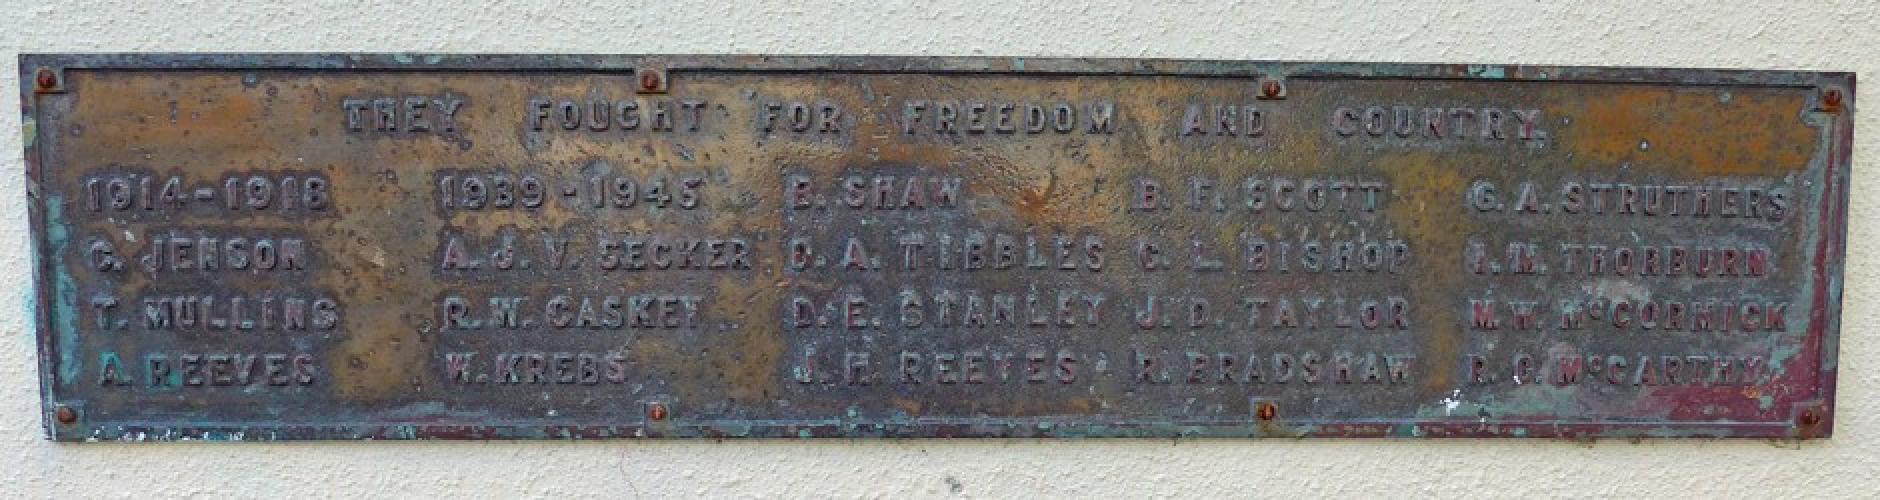 THEY FOUGHT FOR FREEDOM AND COUNTRY.
1914-1918 1939-1945 E. SHAW B. F. SCOTT G. A. STRUTHERS
C. JENSON A. J. V. SECKER A. TIBBLES C. L. BISHOP THORBURN
T. MULLINS R. W. CASKEY D. E. STANLEY J. D. TAYLOR M. W. McCORMICK
A. REEVES W. KREBS J. H. REEVES R. BRADSHAW R. C. McCARTHY